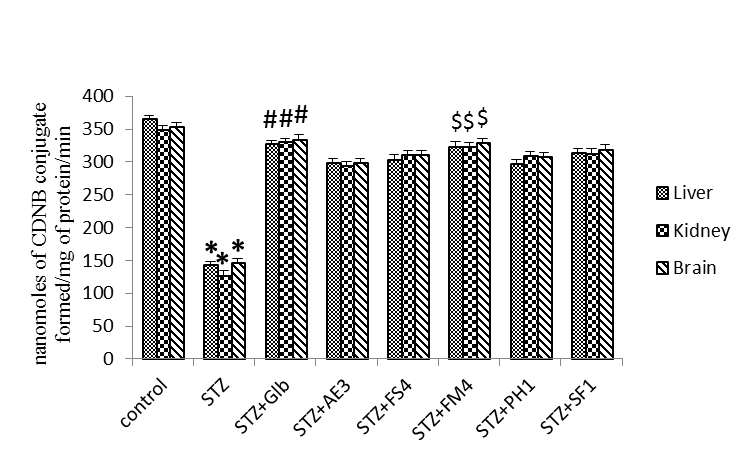 nanomoles of CDNB conjugate
formed/mg of protein/min
400
350
300
250
200
150
100
50
0
* * *
# # #
$ $ $
control
STZ
STZ+Glb
STZ+AE3
STZ+FS4
STZ+FM4
STZ+PH1
STZ+SF1
Liver
Kidney
Brain